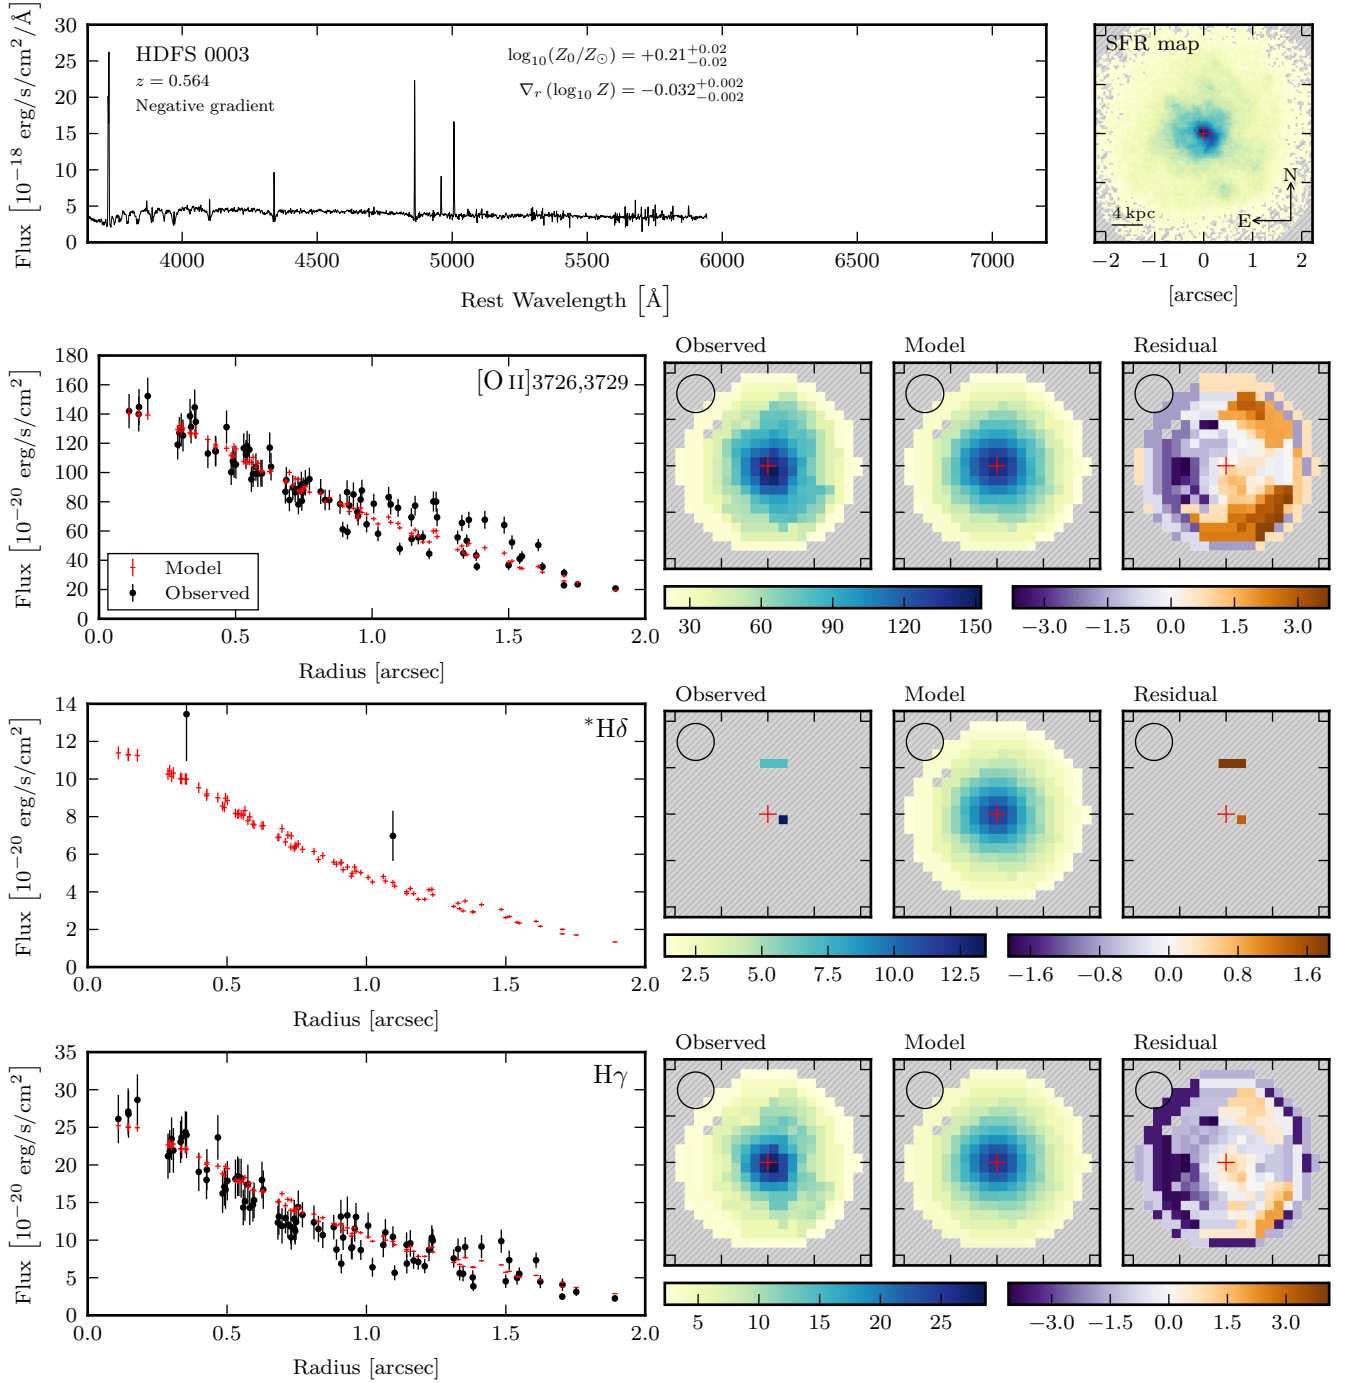 HDFS 0003
z = 0.564
Negative gradient
log₁₀(Z₀/Z⊙) = +0.21 +0.02 −0.02
∇ᵣ (log₁₀ Z) = −0.032 +0.002 −0.002
Flux [10⁻¹⁸ erg/s/cm²/Å]
30
25
20
15
10
5
0
4000 4500 5000 5500 6000 6500 7000
Rest Wavelength [Å]
SFR map
N
E
4 kpc
−2 −1 0 1 2
[arcsec]
[O II]3726,3729
Flux [10⁻²⁰ erg/s/cm²]
180
160
140
120
100
80
60
40
20
0
Model
Observed
0.0 0.5 1.0 1.5 2.0
Radius [arcsec]
Observed Model Residual
30 60 90 120 150
−3.0 −1.5 0.0 1.5 3.0
*Hδ
Flux [10⁻²⁰ erg/s/cm²]
14
12
10
8
6
4
2
0
0.0 0.5 1.0 1.5 2.0
Radius [arcsec]
Observed Model Residual
2.5 5.0 7.5 10.0 12.5
−1.6 −0.8 0.0 0.8 1.6
Hγ
Flux [10⁻²⁰ erg/s/cm²]
35
30
25
20
15
10
5
0
0.0 0.5 1.0 1.5 2.0
Radius [arcsec]
Observed Model Residual
5 10 15 20 25
−3.0 −1.5 0.0 1.5 3.0